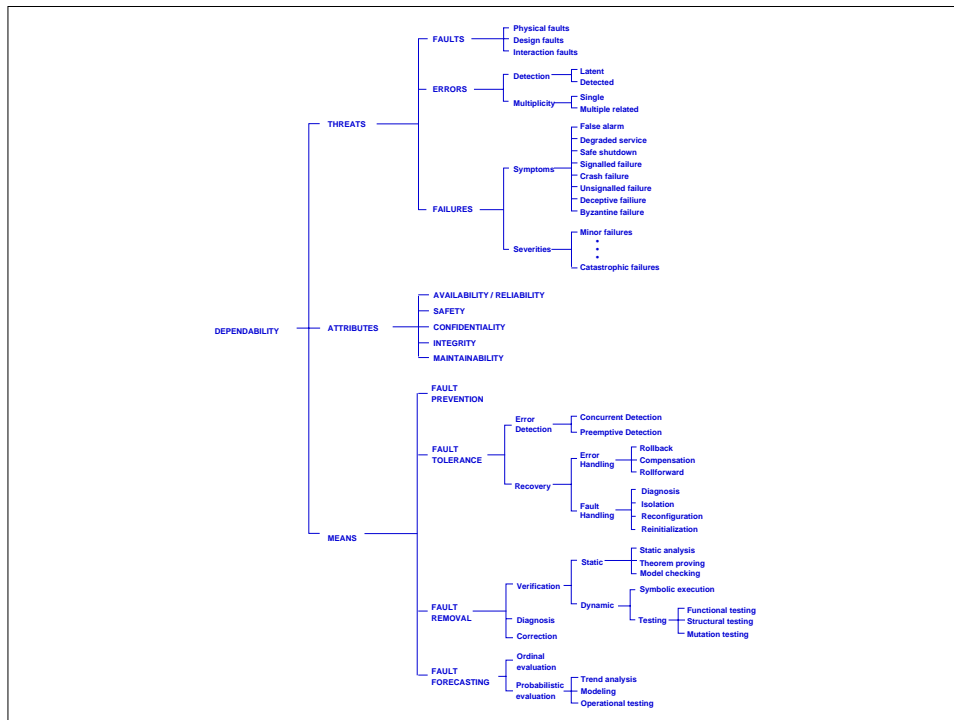 Physical faults
FAULTS
Design faults
Interaction faults
Latent
Detection
Detected
ERRORS
Single
Multiplicity
Multiple related
THREATS
False alarm
Degraded service
Safe shutdown
Signalled failure
Symptoms
Crash failure
Unsignalled failure
Deceptive failiure
FAILURES
Byzantine failure
Minor failures
Severities
Catastrophic failures
AVAILABILITY / RELIABILITY
SAFETY
DEPENDABILITY
ATTRIBUTES
CONFIDENTIALITY
INTEGRITY
MAINTAINABILITY
FAULT
PREVENTION
Error
Detection
Concurrent Detection
Preemptive Detection
FAULT
TOLERANCE
Rollback
Error
Handling
Compensation
Rollforward
Recovery
Diagnosis
Isolation
Fault
Handling
Reconfiguration
Reinitialization
MEANS
Static analysis
Static
Theorem proving
Model checking
Verification
Symbolic execution
Dynamic
Functional testing
Testing
Structural testing
Mutation testing
FAULT
REMOVAL
Diagnosis
Correction
Ordinal
evaluation
FAULT
FORECASTING
Probabilistic
evaluation
Trend analysis
Modeling
Operational testing